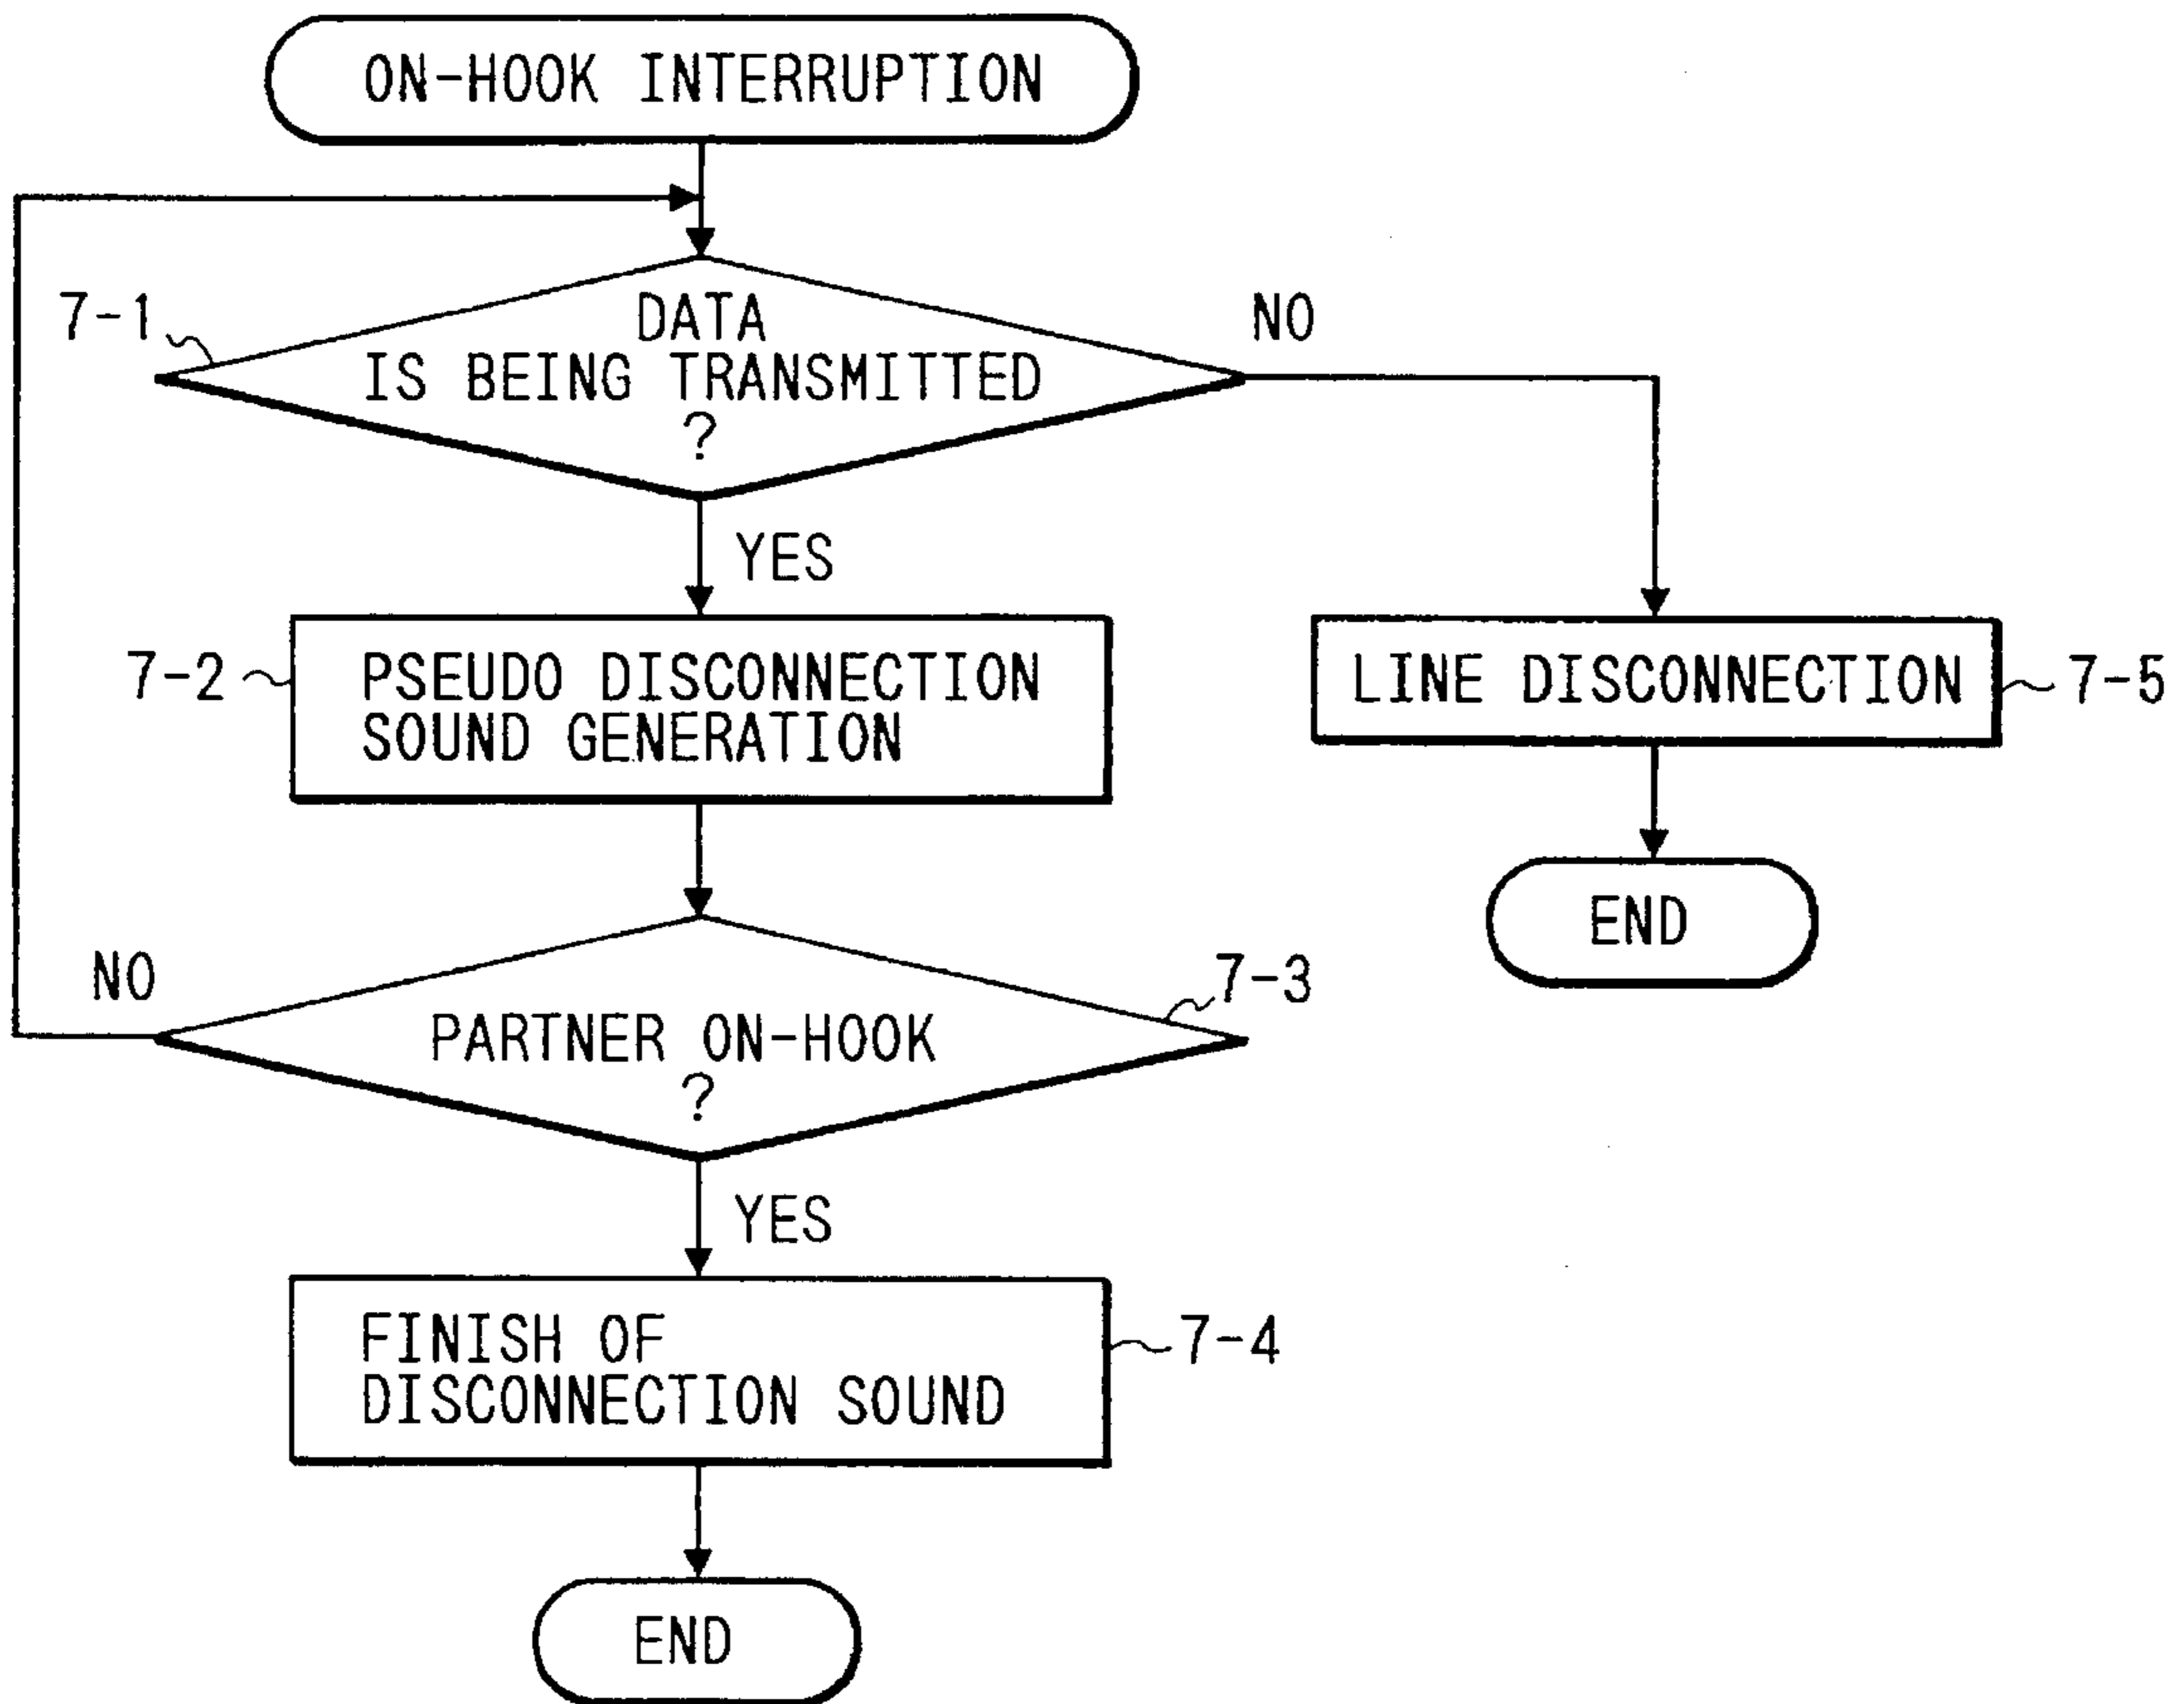 ON-HOOK INTERRUPTION
7-1
DATA
IS BEING TRANSMITTED
?
NO
YES
7-2
PSEUDO DISCONNECTION
SOUND GENERATION
LINE DISCONNECTION
7-5
END
NO
7-3
PARTNER ON-HOOK
?
YES
FINISH OF
DISCONNECTION SOUND
7-4
END